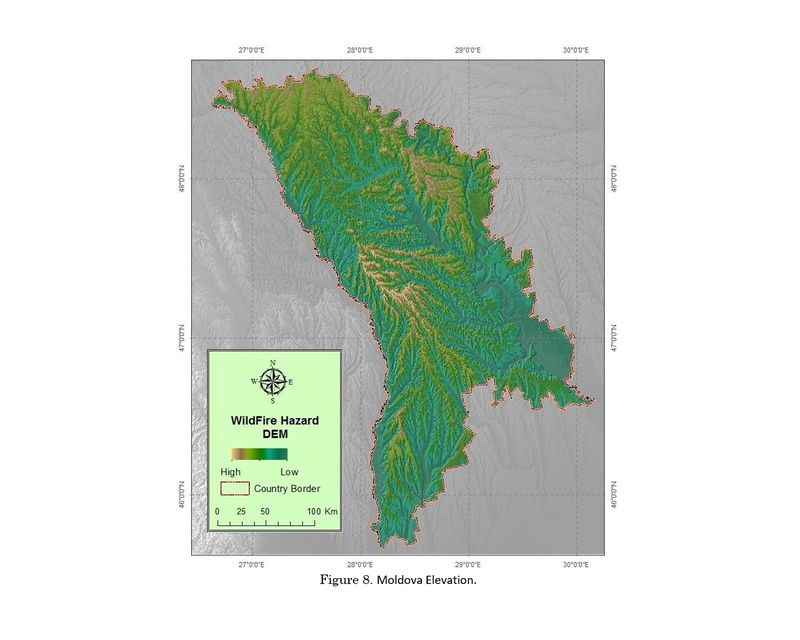 27°0'0"E 28°0'0"E 29°0'0"E 30°0'0"E
48°0'0"N 48°0'0"N
47°0'0"N 47°0'0"N
N
W E
S
WildFire Hazard
DEM
High Low
Country Border
0 25 50 100 Km
46°0'0"N 46°0'0"N
27°0'0"E 28°0'0"E 29°0'0"E 30°0'0"E
Figure 8. Moldova Elevation.